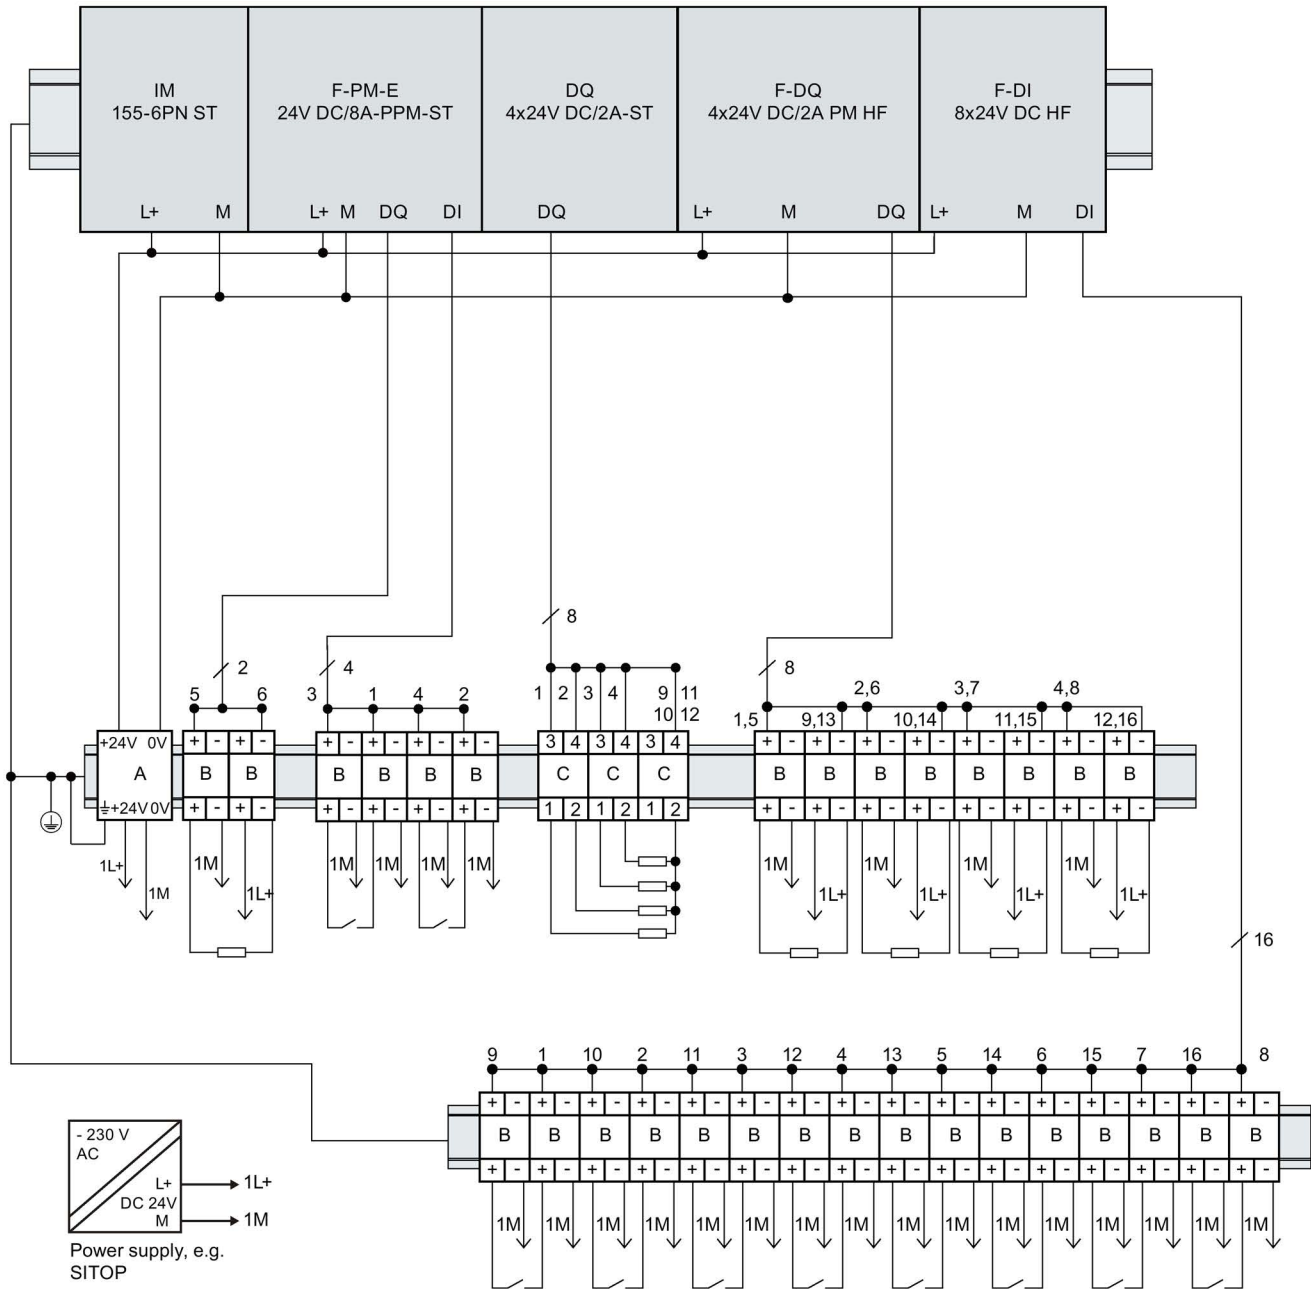 IM F-PM-E DQ F-DQ F-DI
155-6PN ST 24V DC/8A-PPM-ST 4x24V DC/2A-ST 4x24V DC/2A PM HF 8x24V DC HF
L+ M L+ M DQ DI DQ L+ M DQ L+ M DI
8
2 4 8
5 6 3 1 4 2 1 2 3 4 9 11 2,6 3,7 4,8
10 12 1,5 9,13 10,14 11,15 12,16
+24V 0V + - + - + - + - + - + - 3 4 3 4 3 4 + - + - + - + - + - + - + - + -
A B B B B B B C C C B B B B B B B B
+24V 0V + - + - + - + - + - + - 1 2 1 2 1 2 + - + - + - + - + - + - + - + -
1L+ 1M 1M 1M 1M 1M 1M 1M 1M 1M
1M 1L+ 1L+ 1L+ 1L+ 1L+
16
9 1 10 2 11 3 12 4 13 5 14 6 15 7 16 8
+ - + - + - + - + - + - + - + - + - + - + - + - + - + - + - + -
B B B B B B B B B B B B B B B B
+ - + - + - + - + - + - + - + - + - + - + - + - + - + - + - + -
1M 1M 1M 1M 1M 1M 1M 1M 1M 1M 1M 1M 1M 1M 1M 1M
- 230 V
AC
L+ 1L+
DC 24V
M 1M
Power supply, e.g.
SITOP